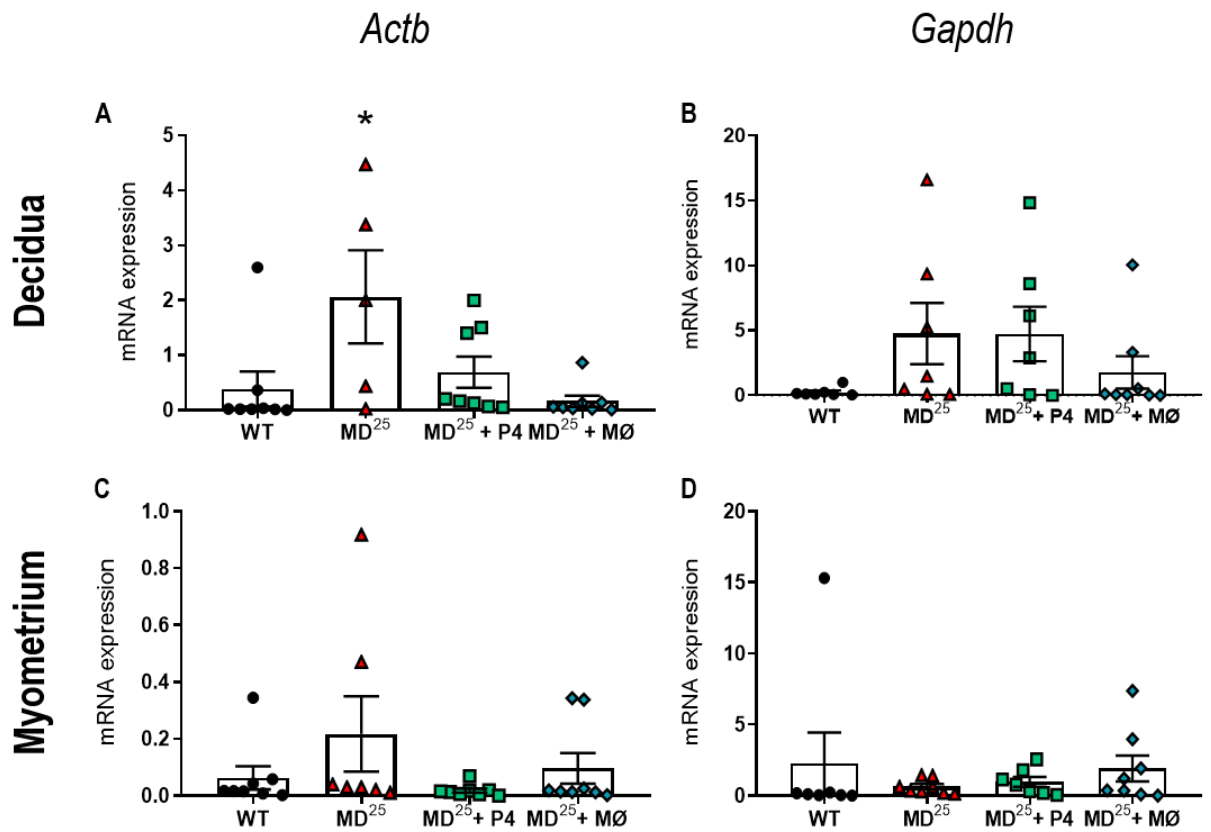 Actb
Gapdh
Decidua
A
*
mRNA expression
5
4
3
2
1
0
WT
MD25
MD25 + P4
MD25 + MØ
B
mRNA expression
20
15
10
5
0
WT
MD25
MD25 + P4
MD25 + MØ
Myometrium
C
mRNA expression
1.0
0.8
0.6
0.4
0.2
0.0
WT
MD25
MD25 + P4
MD25 + MØ
D
mRNA expression
20
15
10
5
0
WT
MD25
MD25 + P4
MD25 + MØ